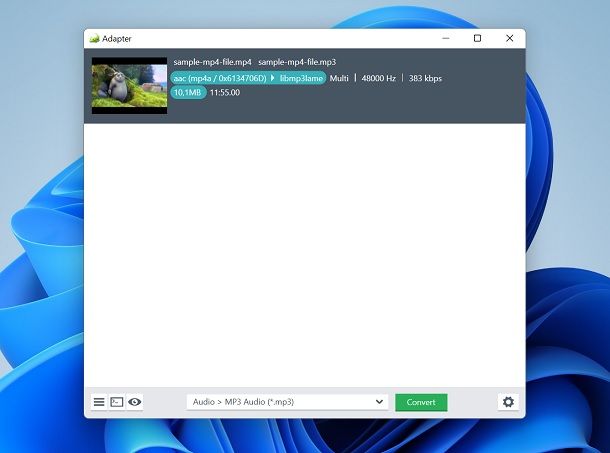 Adapter
sample-mp4-file.mp4 sample-mp4-file.mp3
aac (mp4a / 0x6134706D) libmp3lame Multi | 48000 Hz | 383 kbps
10,1MB 11:55.00
Audio > MP3 Audio (*.mp3) Convert